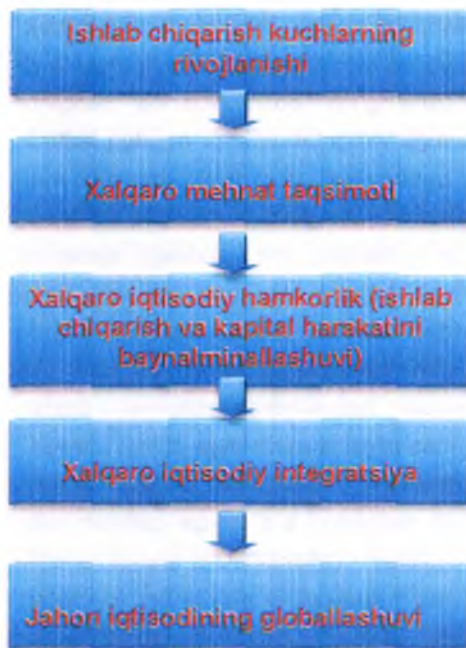 Ishlab chiqarish kuchlarning
rivojlanishi
Xalqaro mehnat taqsimoti
Xalqaro iqtisodiy hamkorlik (ishlab
chiqarish va kapital harakatini
baynalminallashuvi)
Xalqaro iqtisodiy integratsiya
Jahon iqtisodining globallashuvi